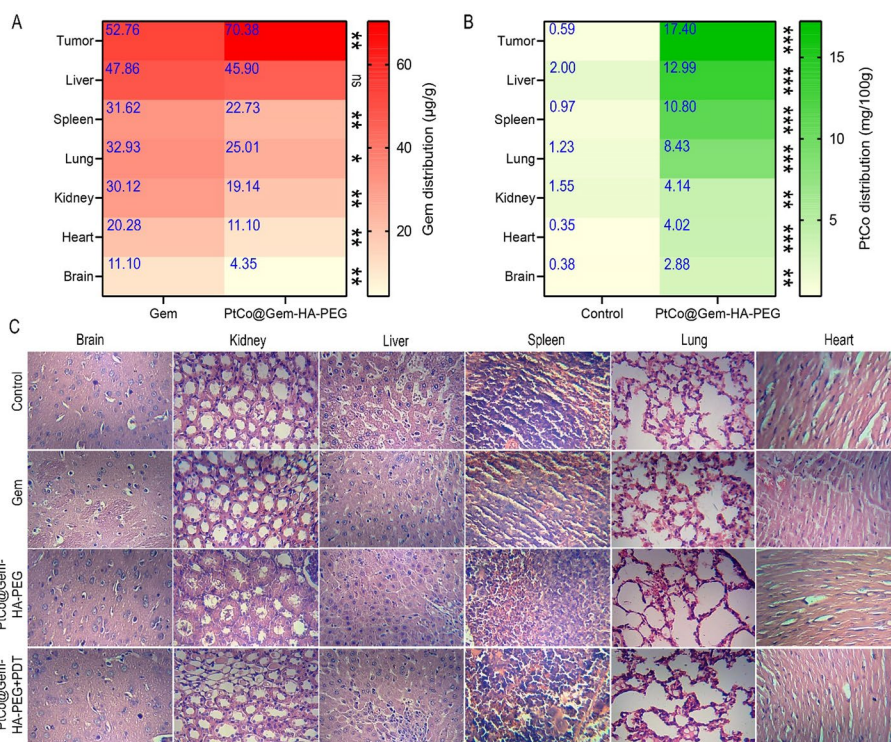 A
Tumor 52.76 70.38 **
Liver 47.86 45.90 ns
Spleen 31.62 22.73 **
Lung 32.93 25.01 *
Kidney 30.12 19.14 **
Heart 20.28 11.10 **
Brain 11.10 4.35 **
Gem PtCo@Gem-HA-PEG
60
40
20
Gem distribution (µg/g)
B
Tumor 0.59 17.40 ***
Liver 2.00 12.99 ***
Spleen 0.97 10.80 ***
Lung 1.23 8.43 ***
Kidney 1.55 4.14 **
Heart 0.35 4.02 ***
Brain 0.38 2.88 **
Control PtCo@Gem-HA-PEG
15
10
5
PtCo distribution (mg/100g)
C
Brain Kidney Liver Spleen Lung Heart
Control
Gem
PtCo@Gem-
HA-PEG
PtCo@Gem-
HA-PEG+PDT